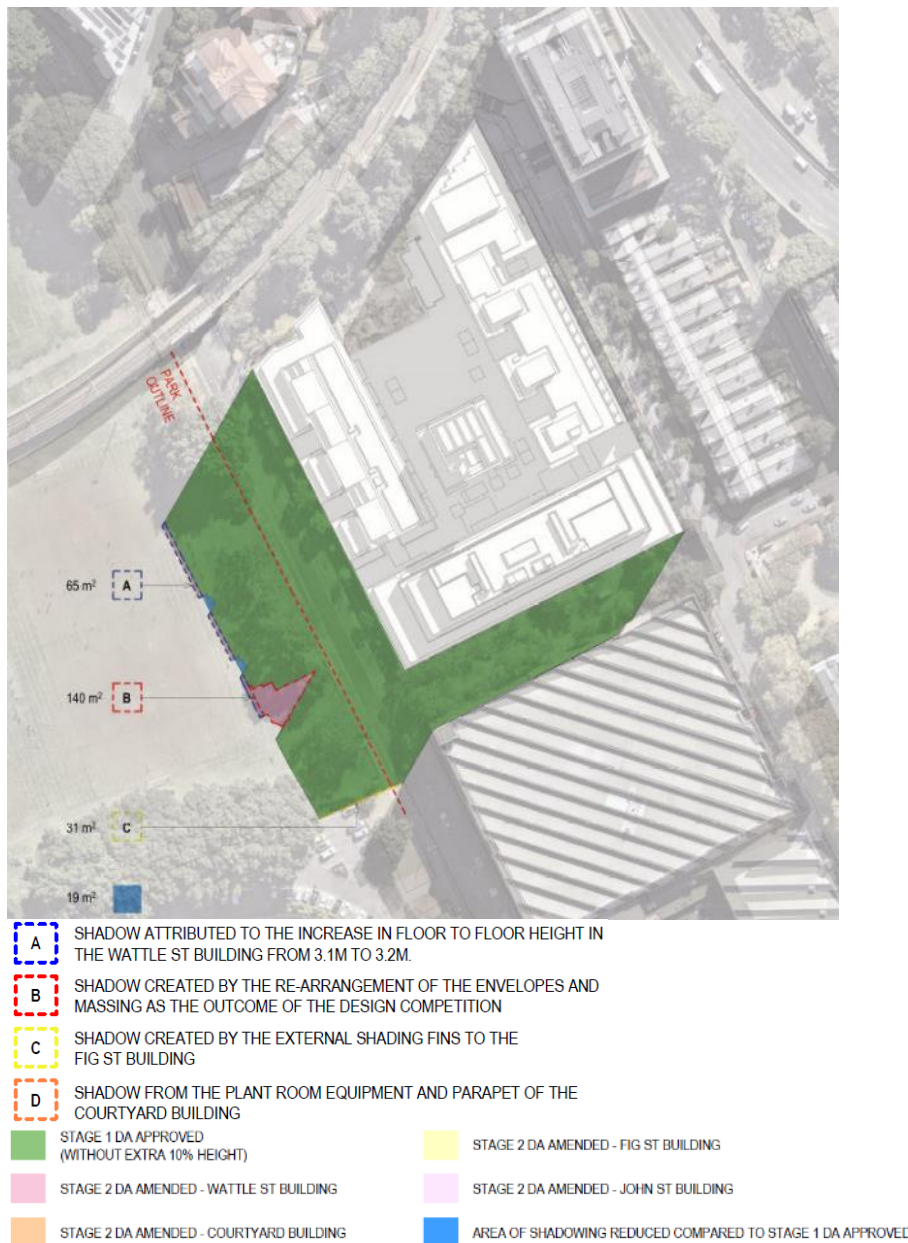 PARK
OUTLINE
65 m²
A
140 m²
B
31 m²
C
19 m²
A
SHADOW ATTRIBUTED TO THE INCREASE IN FLOOR TO FLOOR HEIGHT IN
THE WATTLE ST BUILDING FROM 3.1M TO 3.2M.
B
SHADOW CREATED BY THE RE-ARRANGEMENT OF THE ENVELOPES AND
MASSING AS THE OUTCOME OF THE DESIGN COMPETITION
C
SHADOW CREATED BY THE EXTERNAL SHADING FINS TO THE
FIG ST BUILDING
D
SHADOW FROM THE PLANT ROOM EQUIPMENT AND PARAPET OF THE
COURTYARD BUILDING
STAGE 1 DA APPROVED
(WITHOUT EXTRA 10% HEIGHT)
STAGE 2 DA AMENDED - FIG ST BUILDING
STAGE 2 DA AMENDED - WATTLE ST BUILDING
STAGE 2 DA AMENDED - JOHN ST BUILDING
STAGE 2 DA AMENDED - COURTYARD BUILDING
AREA OF SHADOWING REDUCED COMPARED TO STAGE 1 DA APPROVED